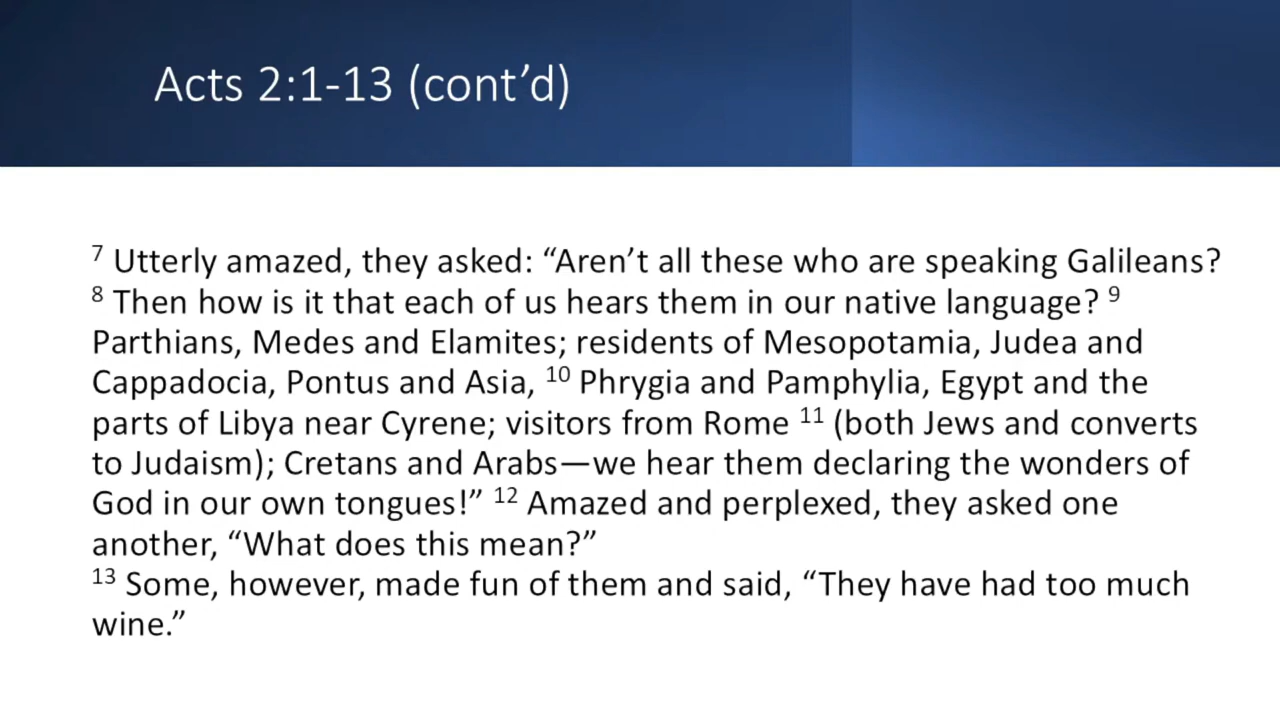 Acts 2:1-13 (cont’d)
7 Utterly amazed, they asked: “Aren’t all these who are speaking Galileans?
8 Then how is it that each of us hears them in our native language? 9
Parthians, Medes and Elamites; residents of Mesopotamia, Judea and
Cappadocia, Pontus and Asia, 10 Phrygia and Pamphylia, Egypt and the
parts of Libya near Cyrene; visitors from Rome 11 (both Jews and converts
to Judaism); Cretans and Arabs—we hear them declaring the wonders of
God in our own tongues!” 12 Amazed and perplexed, they asked one
another, “What does this mean?”
13 Some, however, made fun of them and said, “They have had too much
wine.”